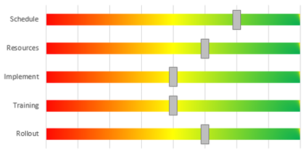 Schedule
Resources
Implement
Training
Rollout